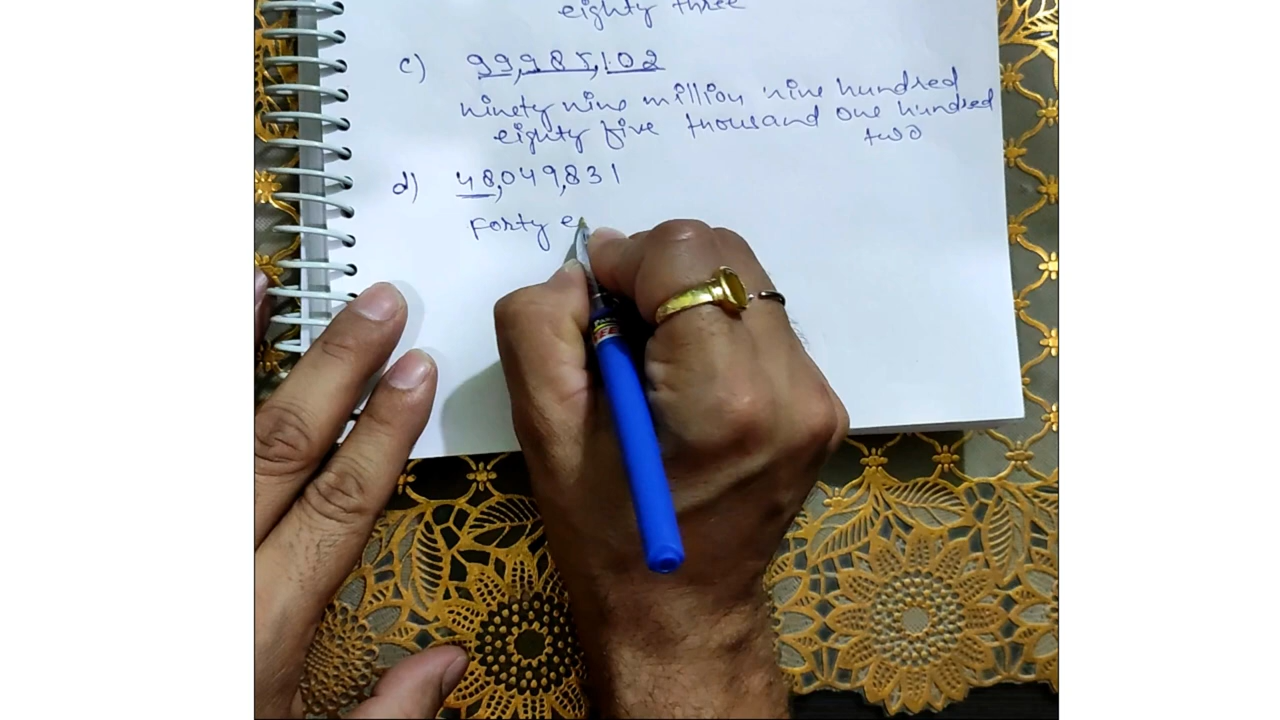 eighty three
c) 99,985,102
ninety nine million nine hundred
eighty five thousand one hundred
two
d) 48,049,831
Forty e